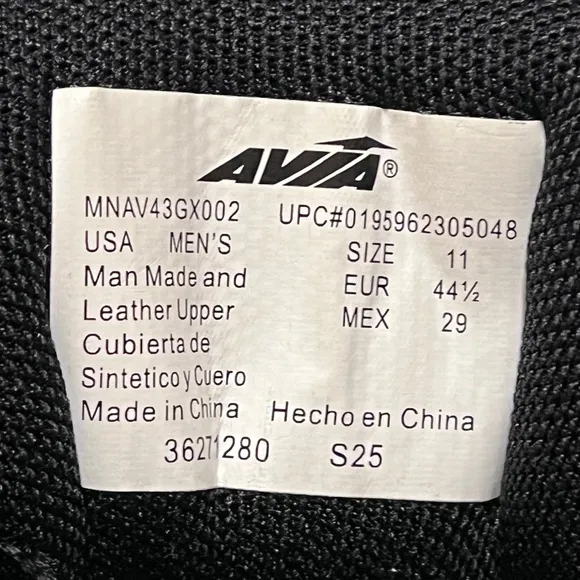 AVIA®
MNAV43GX002 UPC#0195962305048
USA MEN'S SIZE 11
Man Made and EUR 44½
Leather Upper MEX 29
Cubierta de
Sintetico y Cuero
Made in China Hecho en China
36271280 S25